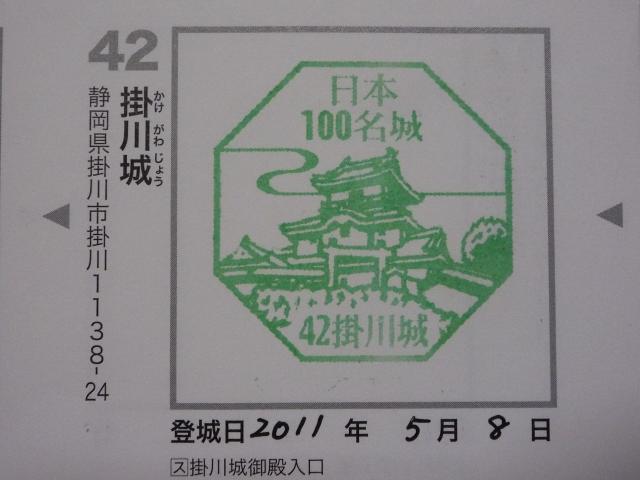 42
掛川城
かけ がわ じょう
静岡県掛川市掛川1138-24
日本
100名城
42掛川城
登城日2011年 5月 8日
ス掛川城御殿入口